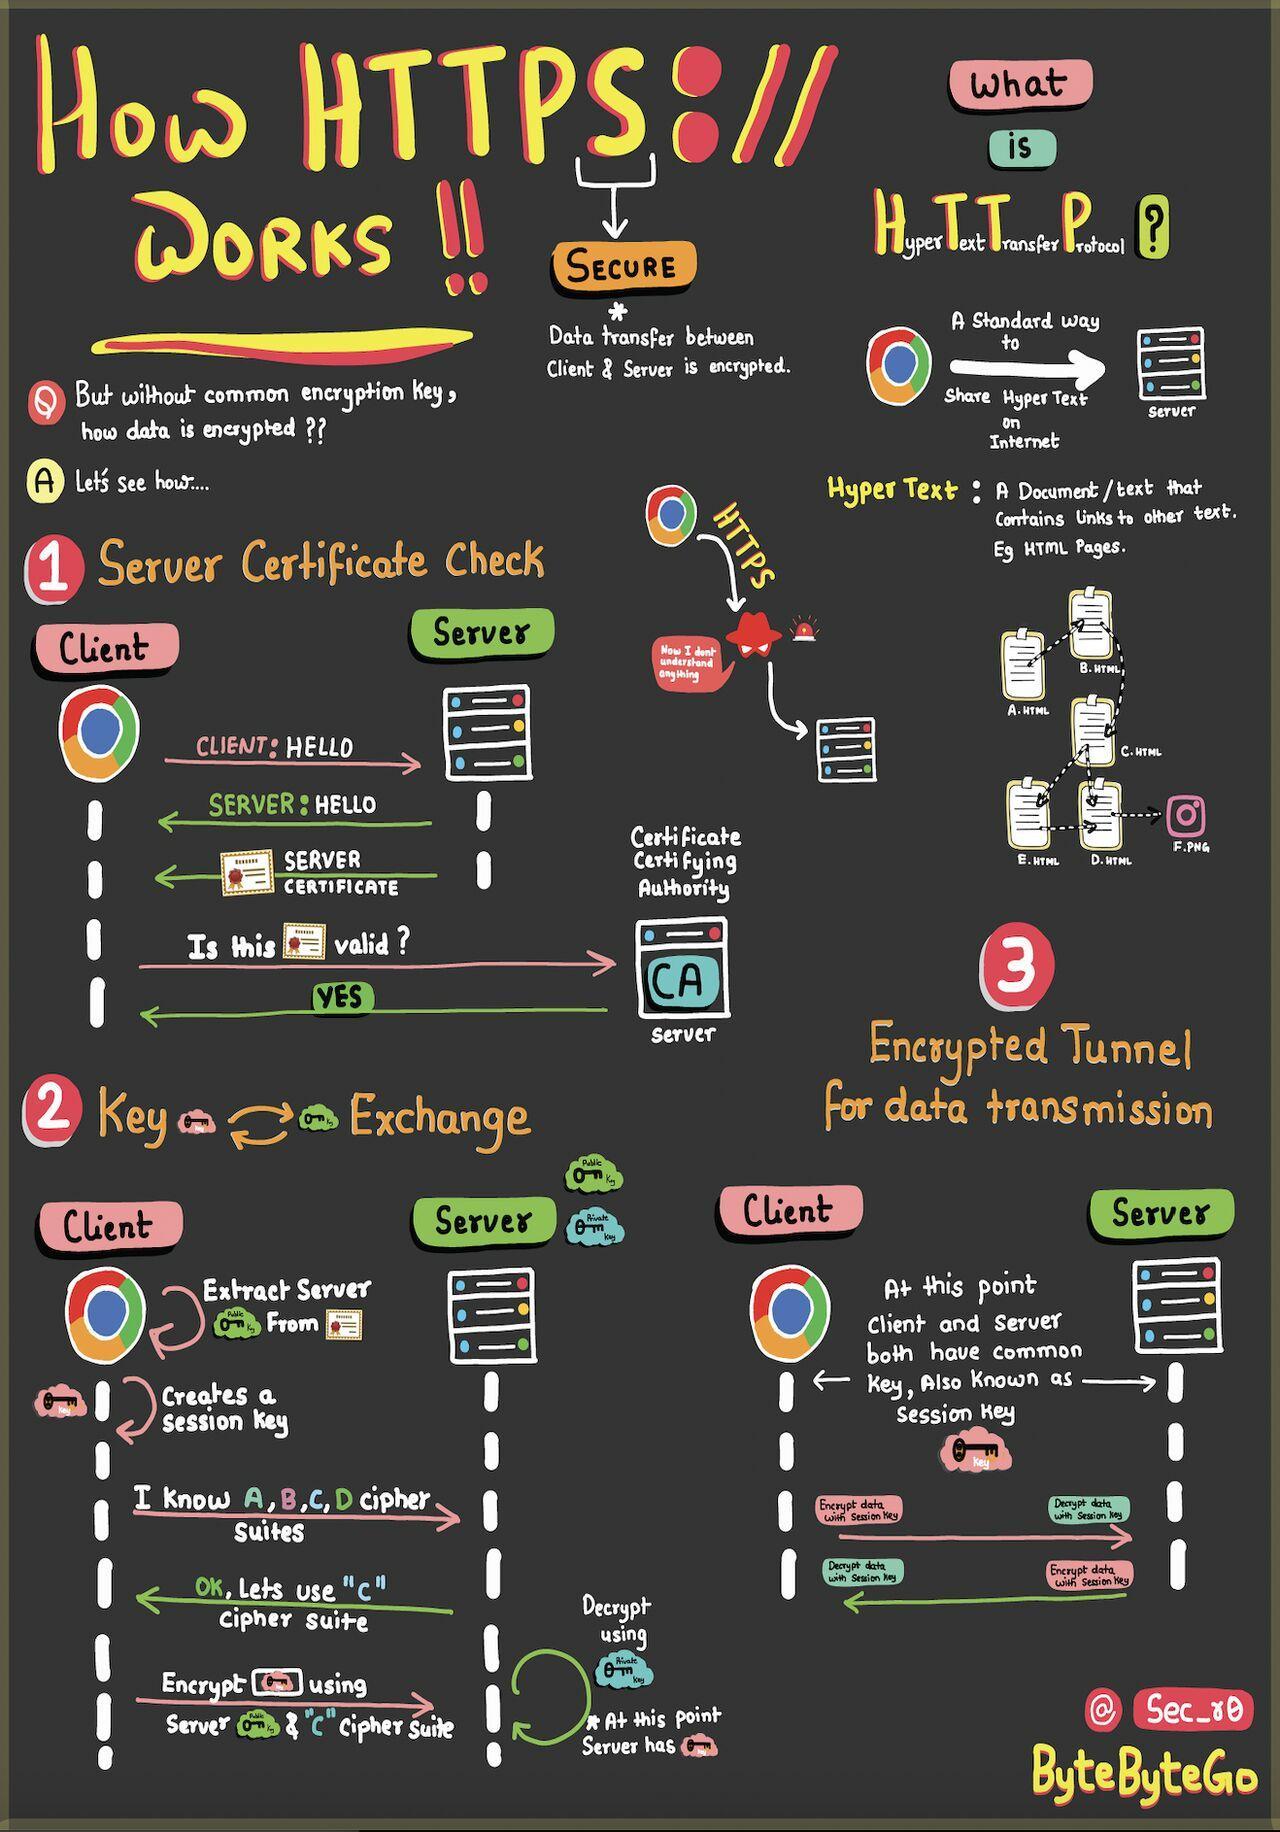 How HTTPS://
WORKS !!
SECURE
*
Data transfer between
Client & Server is encrypted.
What
is
HyperText Transfer Protocol ?
A Standard way
to
Share Hyper Text
on
Internet
server
Q But without common encryption key,
how data is encrypted ??
A Let's see how....
Hyper Text : A Document/text that
Contains links to other text.
Eg HTML Pages.
HTTPS
Now I dont
understand
anything
A.HTML
B.HTML
C.HTML
E.HTML
D.HTML
F.PNG
1 Server Certificate Check
Client
Server
CLIENT: HELLO
SERVER: HELLO
SERVER
CERTIFICATE
Is this valid ?
YES
Certificate
Certifying
Authority
CA
server
2 Key Key Key Exchange
Client
Server
Public
Key
Private
Key
Extract Server
Public Key From
Key
Creates a
session key
I know A, B, C, D cipher
suites
OK, Lets use "C"
cipher suite
Encrypt Key using
Server Public Key & "C" Cipher suite
Decrypt
using
Private
Key
* At this point
Server has Key
3
Encrypted Tunnel
for data transmission
Client
Server
At this point
Client and Server
both have common
Key, Also Known as
Session Key
Key
Encrypt data
with Session Key
Decrypt data
with Session Key
Decrypt data
with Session Key
Encrypt data
with Session Key
@ Sec_r0
ByteByteGo